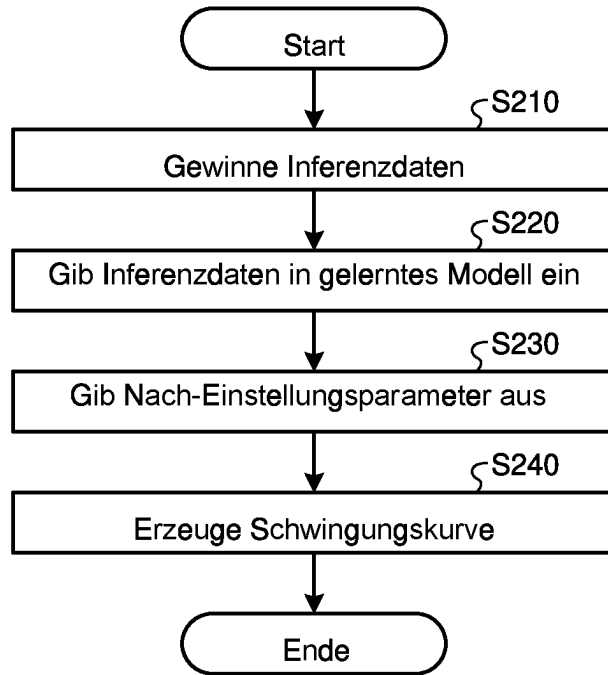 Start
S210
Gewinne Inferenzdaten
S220
Gib Inferenzdaten in gelerntes Modell ein
S230
Gib Nach-Einstellungsparameter aus
S240
Erzeuge Schwingungskurve
Ende